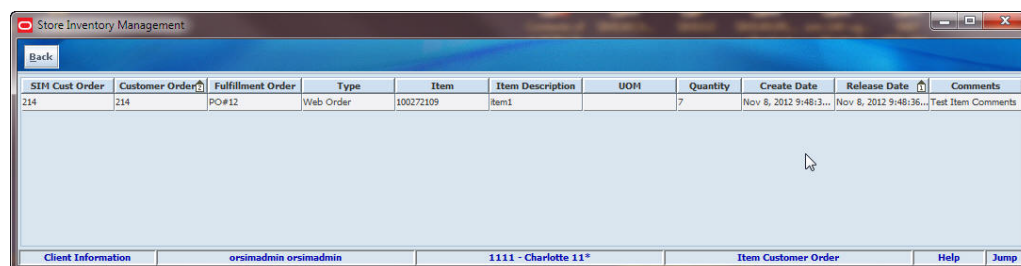 Store Inventory Management
Back
SIM Cust Order Customer Order 2 Fulfillment Order Type Item Item Description UOM Quantity Create Date Release Date 1 Comments
214 214 PO#12 Web Order 100272109 item1 7 Nov 8, 2012 9:48:3... Nov 8, 2012 9:48:36... Test Item Comments
Client Information orsimadmin orsimadmin 1111 - Charlotte 11* Item Customer Order Help Jump